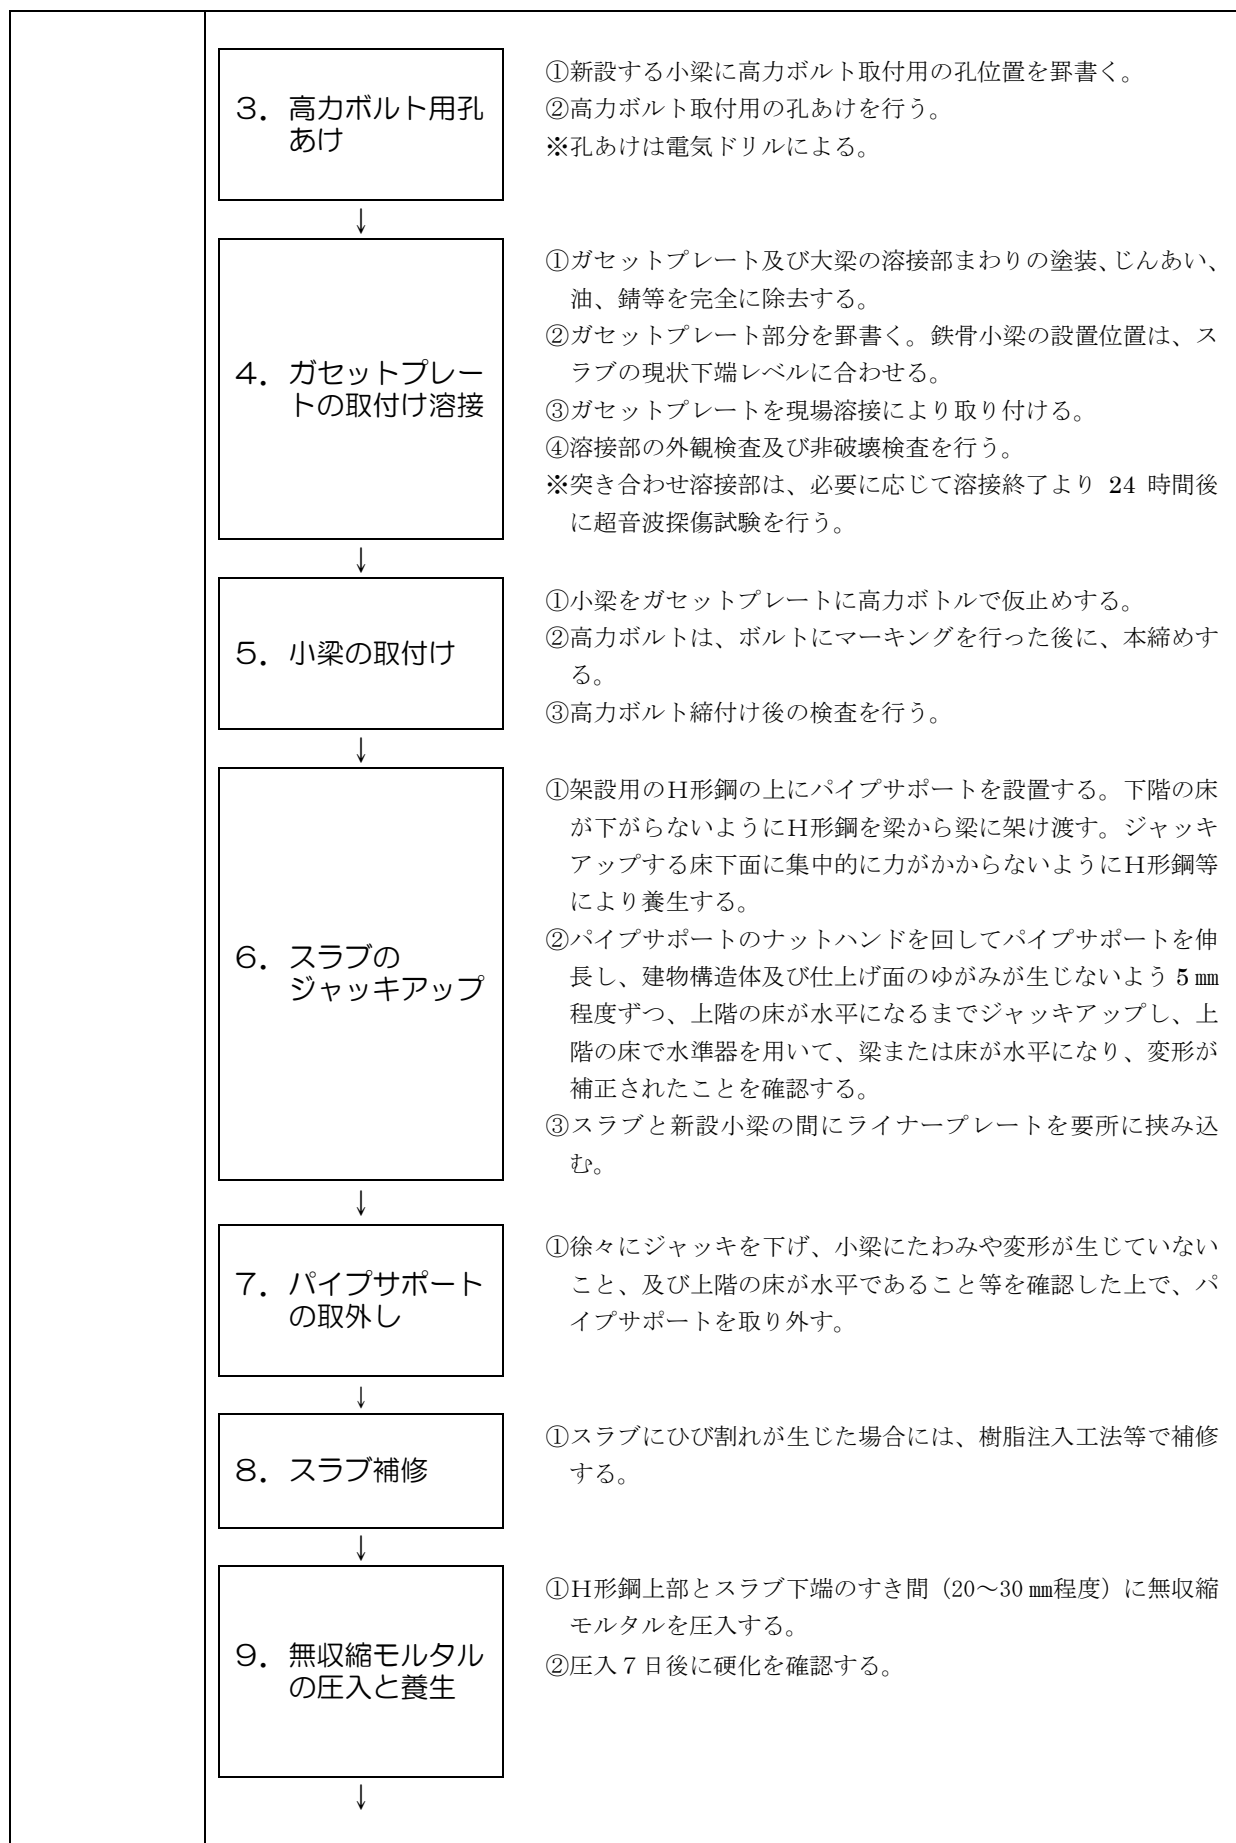 3. 高力ボルト用孔
あけ
①新設する小梁に高力ボルト取付用の孔位置を罫書く。
②高力ボルト取付用の孔あけを行う。
※孔あけは電気ドリルによる。
↓
4. ガセットプレー
トの取付け溶接
①ガセットプレート及び大梁の溶接部まわりの塗装、じんあい、
油、錆等を完全に除去する。
②ガセットプレート部分を罫書く。鉄骨小梁の設置位置は、ス
ラブの現状下端レベルに合わせる。
③ガセットプレートを現場溶接により取り付ける。
④溶接部の外観検査及び非破壊検査を行う。
※突き合わせ溶接部は、必要に応じて溶接終了より 24 時間後
に超音波探傷試験を行う。
↓
5. 小梁の取付け
①小梁をガセットプレートに高力ボトルで仮止めする。
②高力ボルトは、ボルトにマーキングを行った後に、本締めす
る。
③高力ボルト締付け後の検査を行う。
↓
6. スラブの
ジャッキアップ
①架設用のH形鋼の上にパイプサポートを設置する。下階の床
が下がらないようにH形鋼を梁から梁に架け渡す。ジャッキ
アップする床下面に集中的に力がかからないようにH形鋼等
により養生する。
②パイプサポートのナットハンドを回してパイプサポートを伸
長し、建物構造体及び仕上げ面のゆがみが生じないよう 5 ㎜
程度ずつ、上階の床が水平になるまでジャッキアップし、上
階の床で水準器を用いて、梁または床が水平になり、変形が
補正されたことを確認する。
③スラブと新設小梁の間にライナープレートを要所に挟み込
む。
↓
7. パイプサポート
の取外し
①徐々にジャッキを下げ、小梁にたわみや変形が生じていない
こと、及び上階の床が水平であること等を確認した上で、パ
イプサポートを取り外す。
↓
8. スラブ補修
①スラブにひび割れが生じた場合には、樹脂注入工法等で補修
する。
↓
9. 無収縮モルタル
の圧入と養生
①H形鋼上部とスラブ下端のすき間（20～30 ㎜程度）に無収縮
モルタルを圧入する。
②圧入７日後に硬化を確認する。
↓